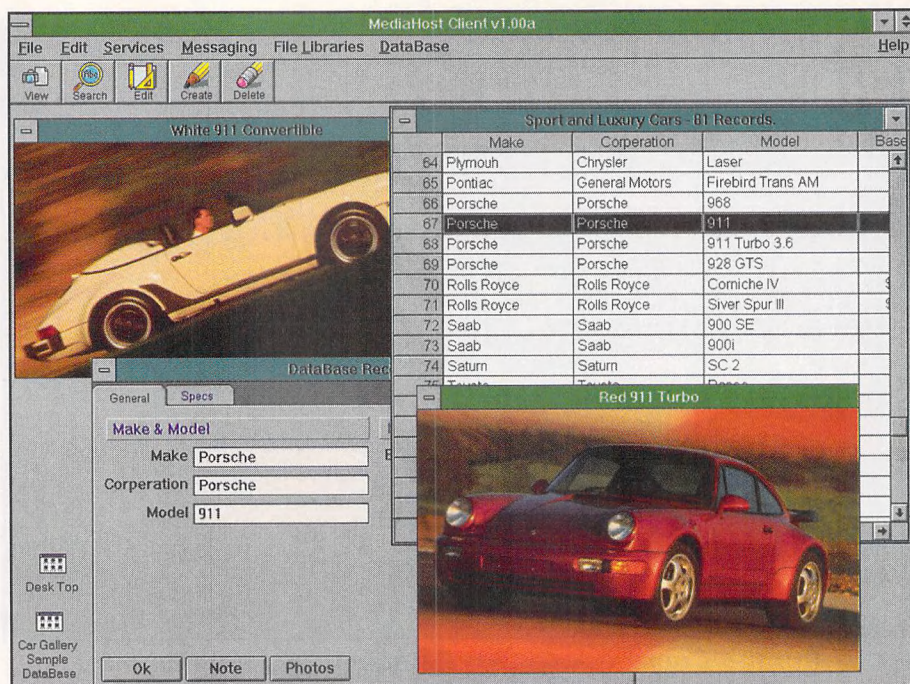 MediaHost Client v1.00a
File Edit Services Messaging File Libraries DataBase Help
View Search Edit Create Delete
Abc
White 911 Convertible
Sport and Luxury Cars - 81 Records.
Make Corperation Model Base
64 Plymouh Chrysler Laser
65 Pontiac General Motors Firebird Trans AM
66 Porsche Porsche 968
67 Porsche Porsche 911
68 Porsche Porsche 911 Turbo 3.6
69 Porsche Porsche 928 GTS
70 Rolls Royce Rolls Royce Corniche IV
71 Rolls Royce Rolls Royce Siver Spur III
72 Saab Saab 900 SE
73 Saab Saab 900i
74 Saturn Saturn SC 2
DataBase Rec
General Specs
Make & Model
Make Porsche
Corperation Porsche
Model 911
Ok Note Photos
Red 911 Turbo
Desk Top
Car Gallery
Sample
DataBase